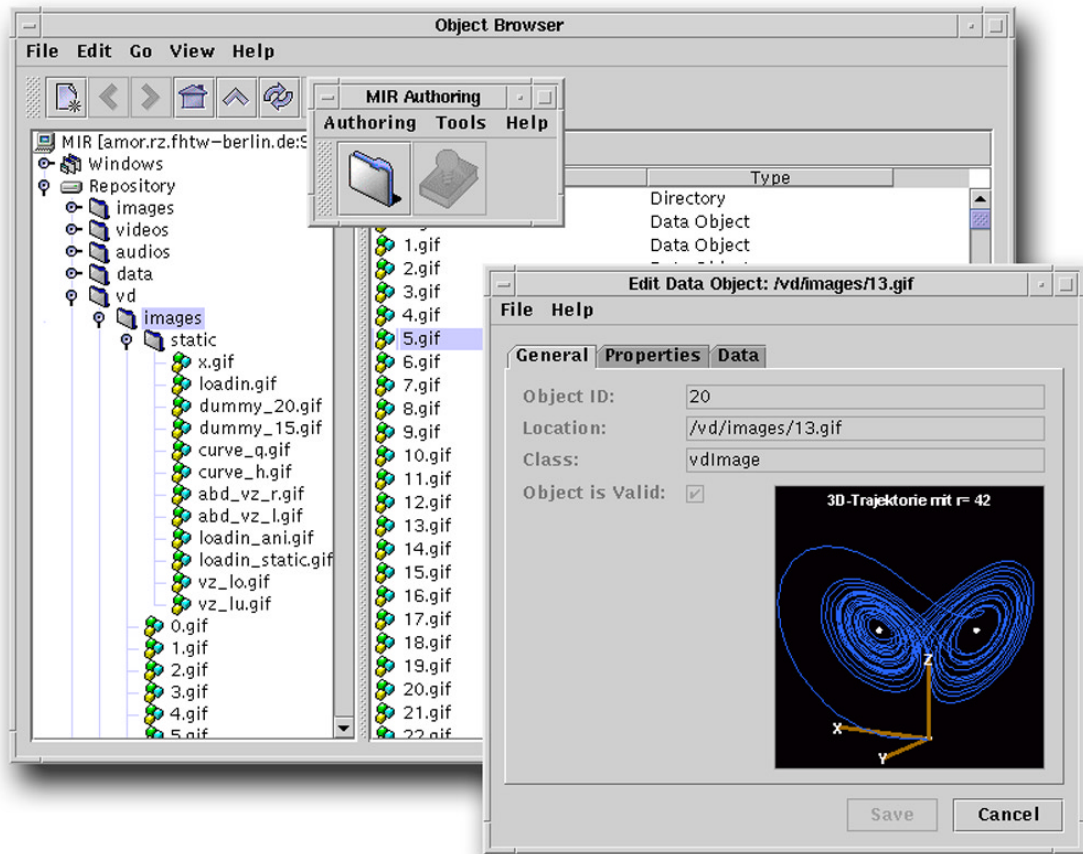 Object Browser
File Edit Go View Help
MIR Authoring
Authoring Tools Help
MIR [amor.rz.fhtw-berlin.de:
Windows
Repository
images
videos
audios
data
vd
images
static
x.gif
loadin.gif
dummy_20.gif
dummy_15.gif
curve_q.gif
curve_h.gif
abd_vz_r.gif
abd_vz_l.gif
loadin_ani.gif
loadin_static.gif
vz_lo.gif
vz_lu.gif
0.gif
1.gif
2.gif
3.gif
4.gif
5.gif
Type
Directory
Data Object
1.gif Data Object
2.gif Data Object
3.gif
4.gif
5.gif
6.gif
7.gif
8.gif
9.gif
10.gif
11.gif
12.gif
13.gif
14.gif
15.gif
16.gif
17.gif
18.gif
19.gif
20.gif
21.gif
22.gif
Edit Data Object: /vd/images/13.gif
File Help
General Properties Data
Object ID: 20
Location: /vd/images/13.gif
Class: vdImage
Object is Valid:
3D-Trajektorie mit r= 42
Z
X
Y
Save Cancel